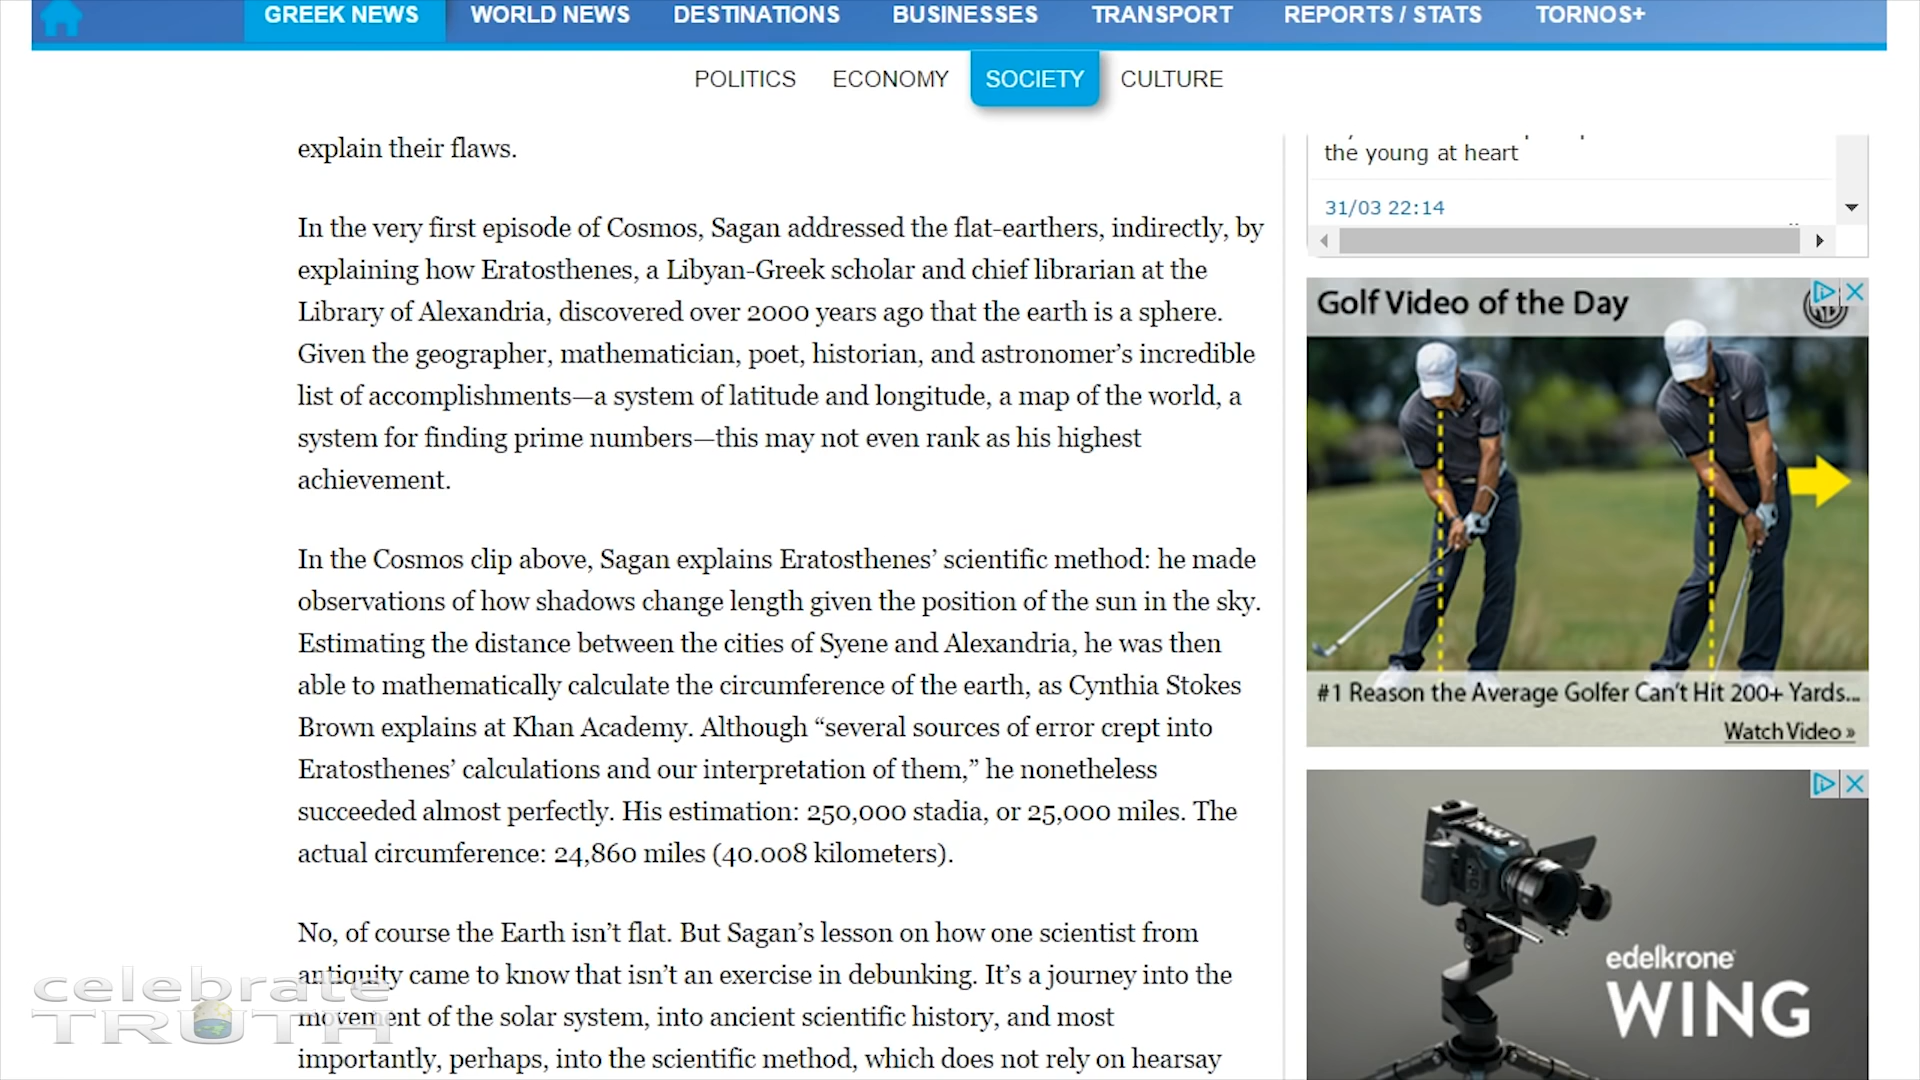 GREEK NEWS WORLD NEWS DESTINATIONS BUSINESSES TRANSPORT REPORTS / STATS TORNOS+
POLITICS ECONOMY SOCIETY CULTURE
explain their flaws.
In the very first episode of Cosmos, Sagan addressed the flat-earthers, indirectly, by
explaining how Eratosthenes, a Libyan-Greek scholar and chief librarian at the
Library of Alexandria, discovered over 2000 years ago that the earth is a sphere.
Given the geographer, mathematician, poet, historian, and astronomer’s incredible
list of accomplishments—a system of latitude and longitude, a map of the world, a
system for finding prime numbers—this may not even rank as his highest
achievement.
In the Cosmos clip above, Sagan explains Eratosthenes’ scientific method: he made
observations of how shadows change length given the position of the sun in the sky.
Estimating the distance between the cities of Syene and Alexandria, he was then
able to mathematically calculate the circumference of the earth, as Cynthia Stokes
Brown explains at Khan Academy. Although “several sources of error crept into
Eratosthenes’ calculations and our interpretation of them,” he nonetheless
succeeded almost perfectly. His estimation: 250,000 stadia, or 25,000 miles. The
actual circumference: 24,860 miles (40.008 kilometers).
No, of course the Earth isn’t flat. But Sagan’s lesson on how one scientist from
antiquity came to know that isn’t an exercise in debunking. It’s a journey into the
movement of the solar system, into ancient scientific history, and most
importantly, perhaps, into the scientific method, which does not rely on hearsay
the young at heart
31/03 22:14
Golf Video of the Day
#1 Reason the Average Golfer Can't Hit 200+ Yards...
Watch Video »
edelkrone
WING
celebrate
TRUTH